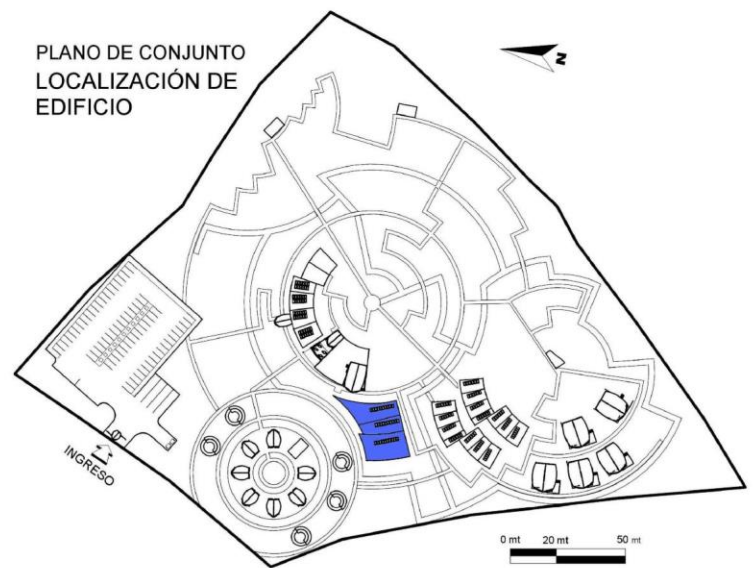 PLANO DE CONJUNTO
LOCALIZACIÓN DE
EDIFICIO
N
INGRESO
0 mt 20 mt 50 mt